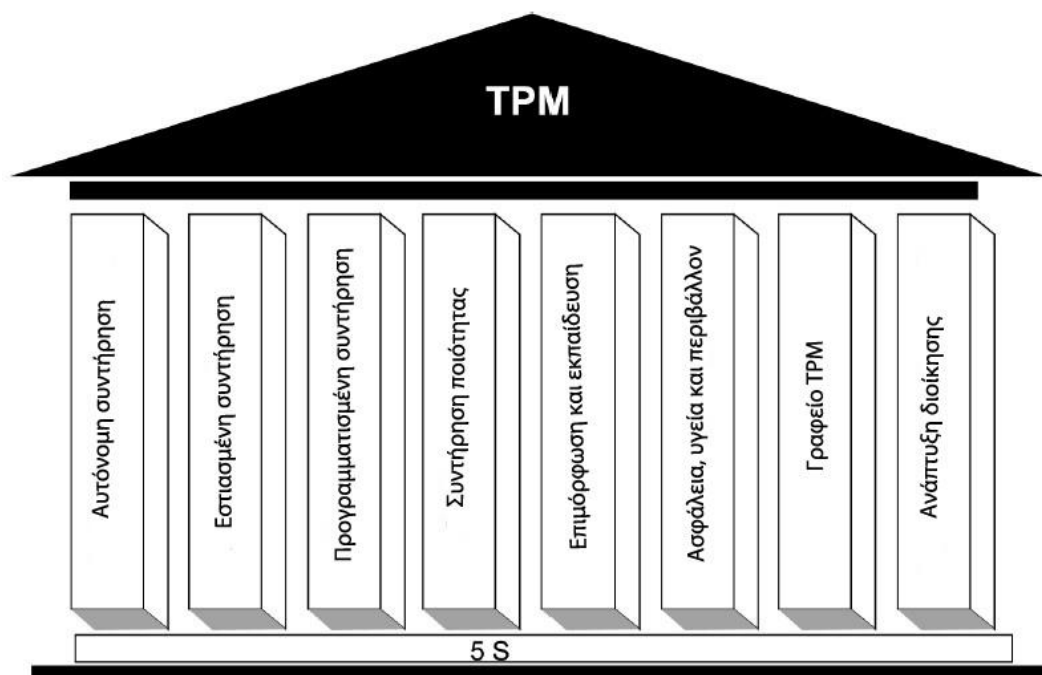 TPM
Αυτόνομη συντήρηση
Εστιασμένη συντήρηση
Προγραμματισμένη συντήρηση
Συντήρηση ποιότητας
Επιμόρφωση και εκπαίδευση
Ασφάλεια, υγεία και περιβάλλον
Γραφείο TPM
Ανάπτυξη διοίκησης
5 S